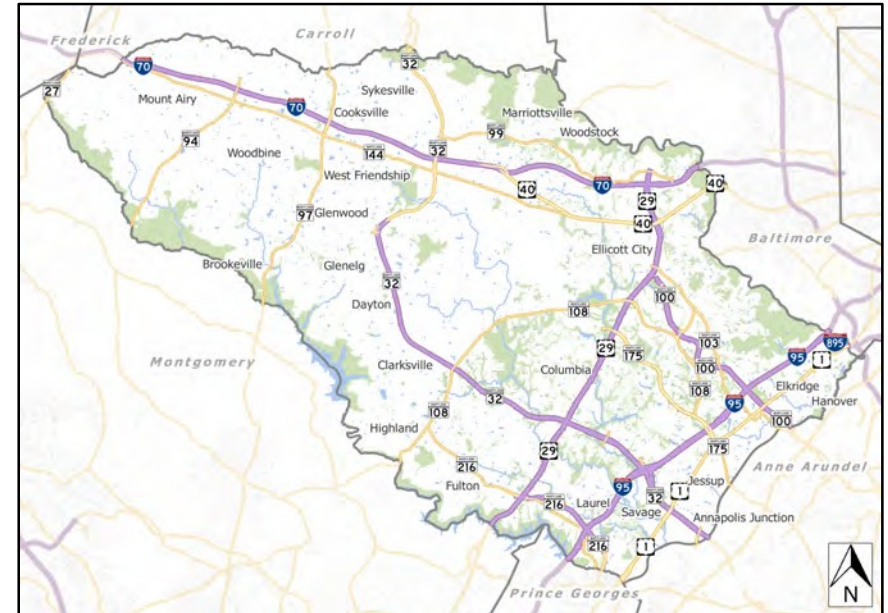 Frederick
Carroll
32
70
27
Mount Airy
70
Sykesville
Cooksville
Marriottsville
99
Woodstock
94
32
Woodbine
144
West Friendship
40
70
40
29
97
Glenwood
40
Baltimore
Ellicott City
Brookeville
Glenelg
32
100
Dayton
108
103
895
29
175
95
1
Montgomery
Clarksville
Columbia
100
Elkridge
32
108
95
Hanover
108
100
Highland
29
175
216
Anne Arundel
Fulton
95
Jessup
1
32
216
Laurel
Savage
Annapolis Junction
216
1
Prince Georges
N